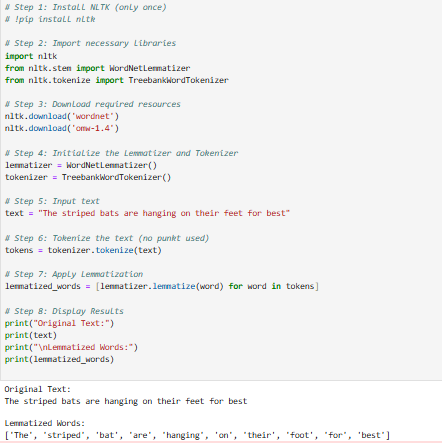 # Step 1: Install NLTK (only once)
# !pip install nltk
# Step 2: Import necessary libraries
import nltk
from nltk.stem import WordNetLemmatizer
from nltk.tokenize import TreebankWordTokenizer
# Step 3: Download required resources
nltk.download('wordnet')
nltk.download('omw-1.4')
# Step 4: Initialize the Lemmatizer and Tokenizer
lemmatizer = WordNetLemmatizer()
tokenizer = TreebankWordTokenizer()
# Step 5: Input text
text = "The striped bats are hanging on their feet for best"
# Step 6: Tokenize the text (no punkt used)
tokens = tokenizer.tokenize(text)
# Step 7: Apply Lemmatization
lemmatized_words = [lemmatizer.lemmatize(word) for word in tokens]
# Step 8: Display Results
print("Original Text:")
print(text)
print("\nLemmatized Words:")
print(lemmatized_words)
Original Text:
The striped bats are hanging on their feet for best
Lemmatized Words:
['The', 'striped', 'bat', 'are', 'hanging', 'on', 'their', 'foot', 'for', 'best']